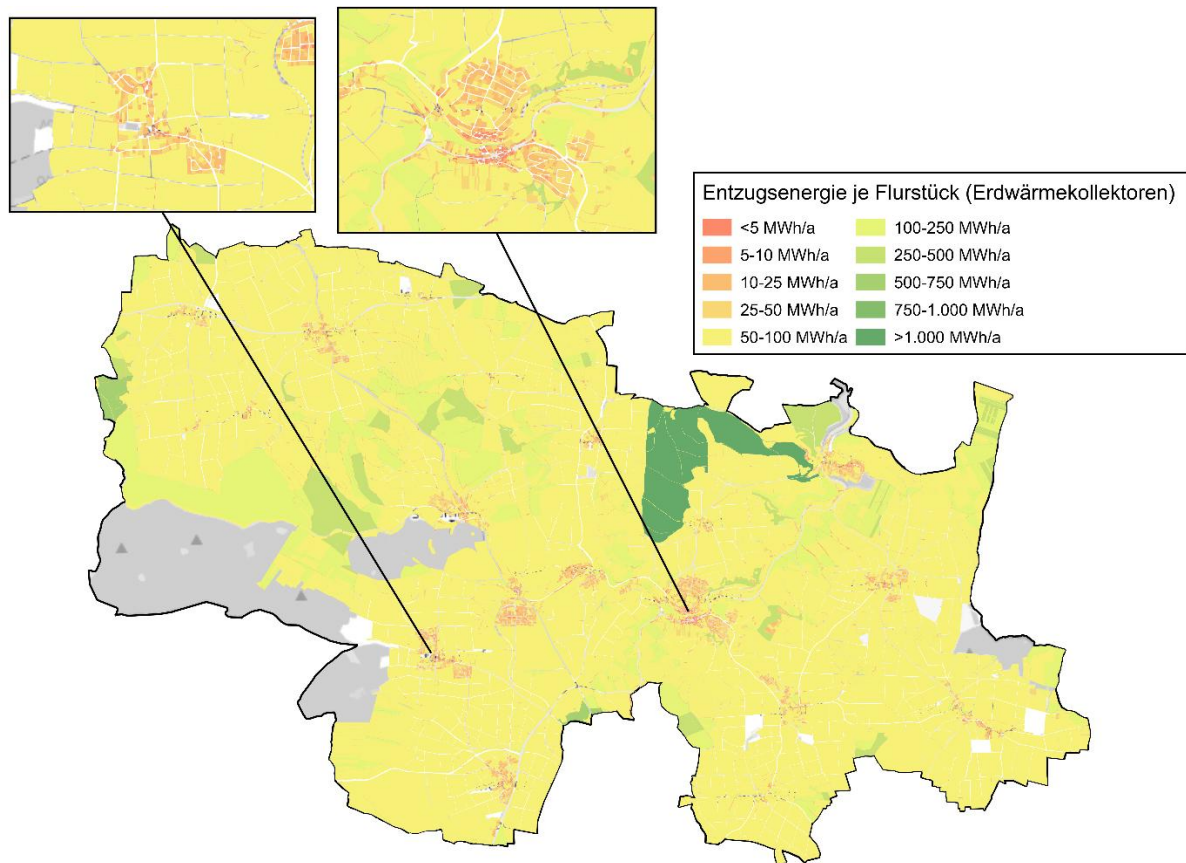 Entzugsenergie je Flurstück (Erdwärmekollektoren)
<5 MWh/a
5-10 MWh/a
10-25 MWh/a
25-50 MWh/a
50-100 MWh/a
100-250 MWh/a
250-500 MWh/a
500-750 MWh/a
750-1.000 MWh/a
>1.000 MWh/a